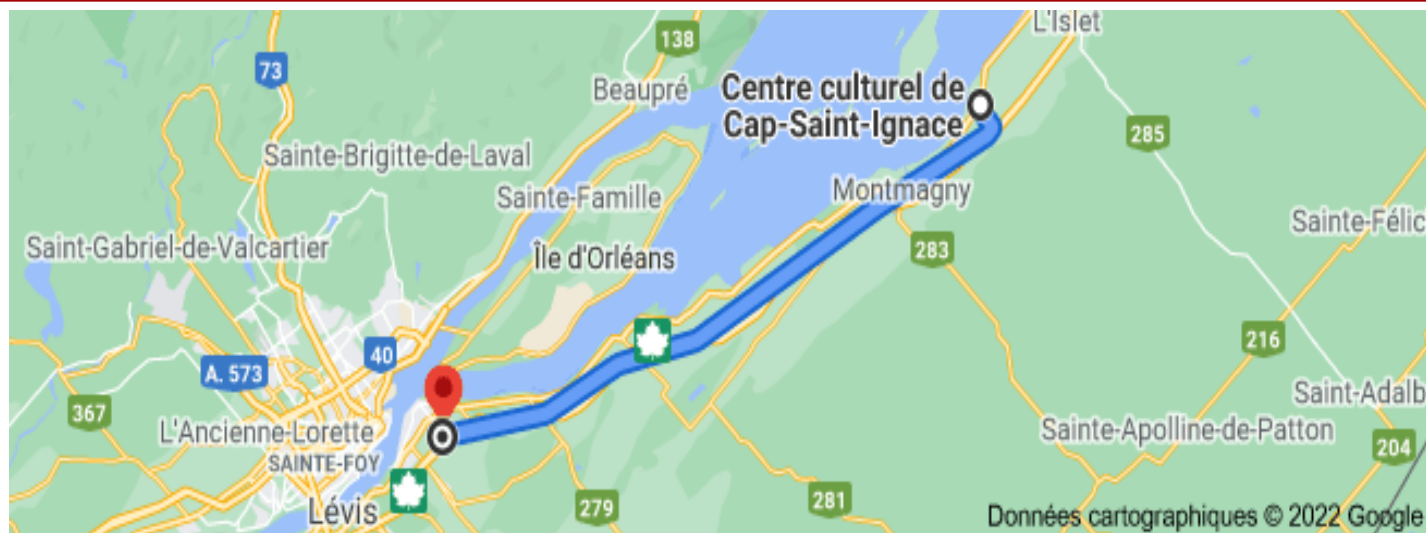 L'Islet
138
73
Beaupré
Centre culturel de
Cap-Saint-Ignace
285
Sainte-Brigitte-de-Laval
Sainte-Famille
Montmagny
Saint-Gabriel-de-Valcartier
Île d'Orléans
283
Sainte-Félic
40
216
A. 573
367
Saint-Adalb
L'Ancienne-Lorette
Sainte-Apolline-de-Patton
204
SAINTE-FOY
279
281
Lévis
Données cartographiques © 2022 Google